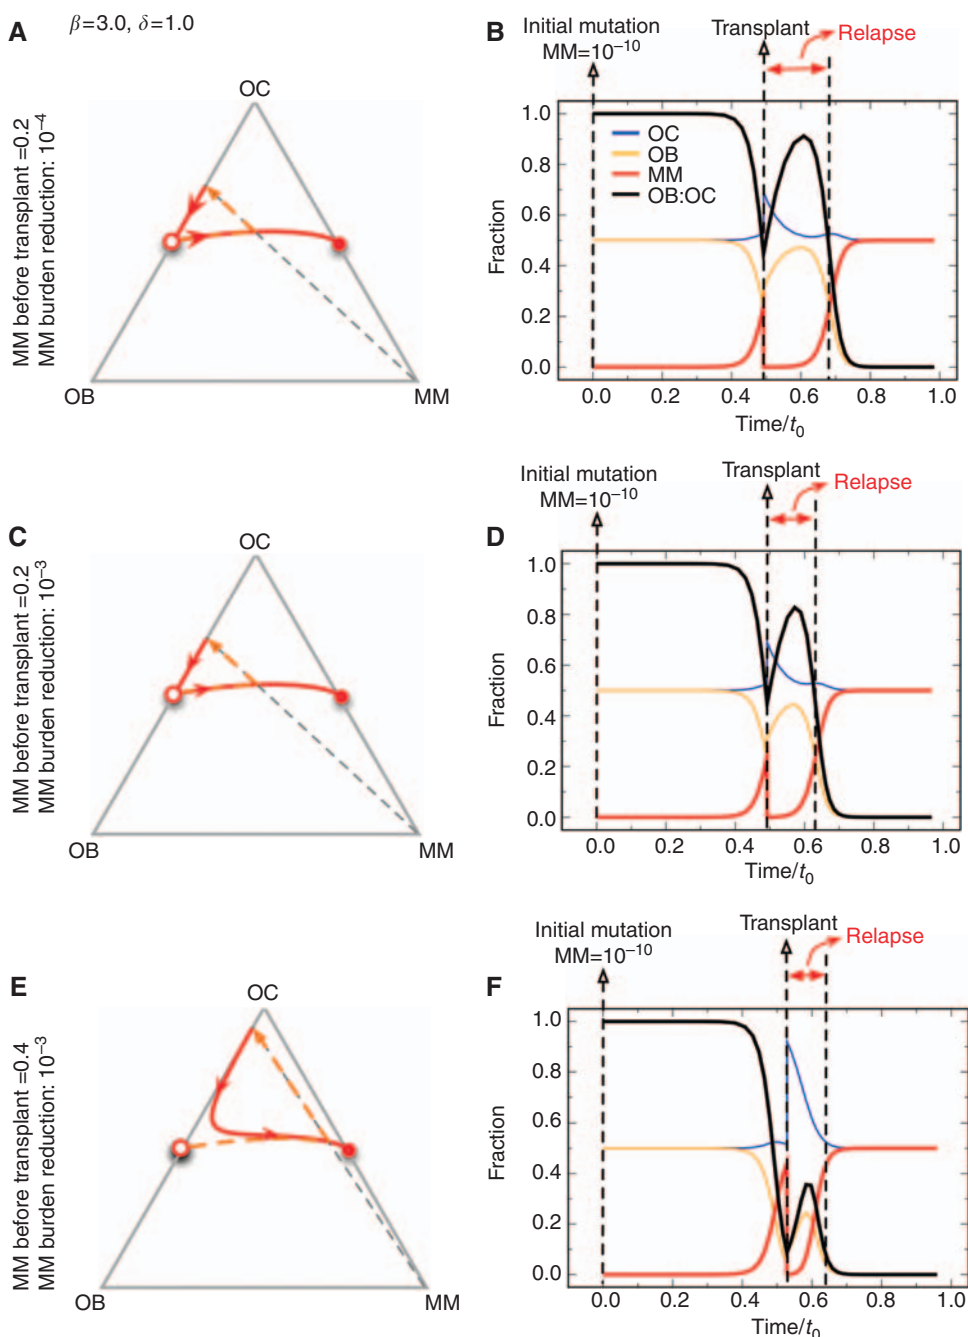 A
β=3.0, δ=1.0
MM before transplant =0.2
MM burden reduction: 10⁻⁴
OC
OB
MM
B
Initial mutation
MM=10⁻¹⁰
Transplant
Relapse
OC
OB
MM
OB:OC
Fraction
1.0
0.8
0.6
0.4
0.2
0.0
0.0 0.2 0.4 0.6 0.8 1.0
Time/t₀
C
MM before transplant =0.2
MM burden reduction: 10⁻³
OC
OB
MM
D
Initial mutation
MM=10⁻¹⁰
Transplant
Relapse
Fraction
1.0
0.8
0.6
0.4
0.2
0.0
0.0 0.2 0.4 0.6 0.8 1.0
Time/t₀
E
MM before transplant =0.4
MM burden reduction: 10⁻³
OC
OB
MM
F
Initial mutation
MM=10⁻¹⁰
Transplant
Relapse
Fraction
1.0
0.8
0.6
0.4
0.2
0.0
0.0 0.2 0.4 0.6 0.8 1.0
Time/t₀